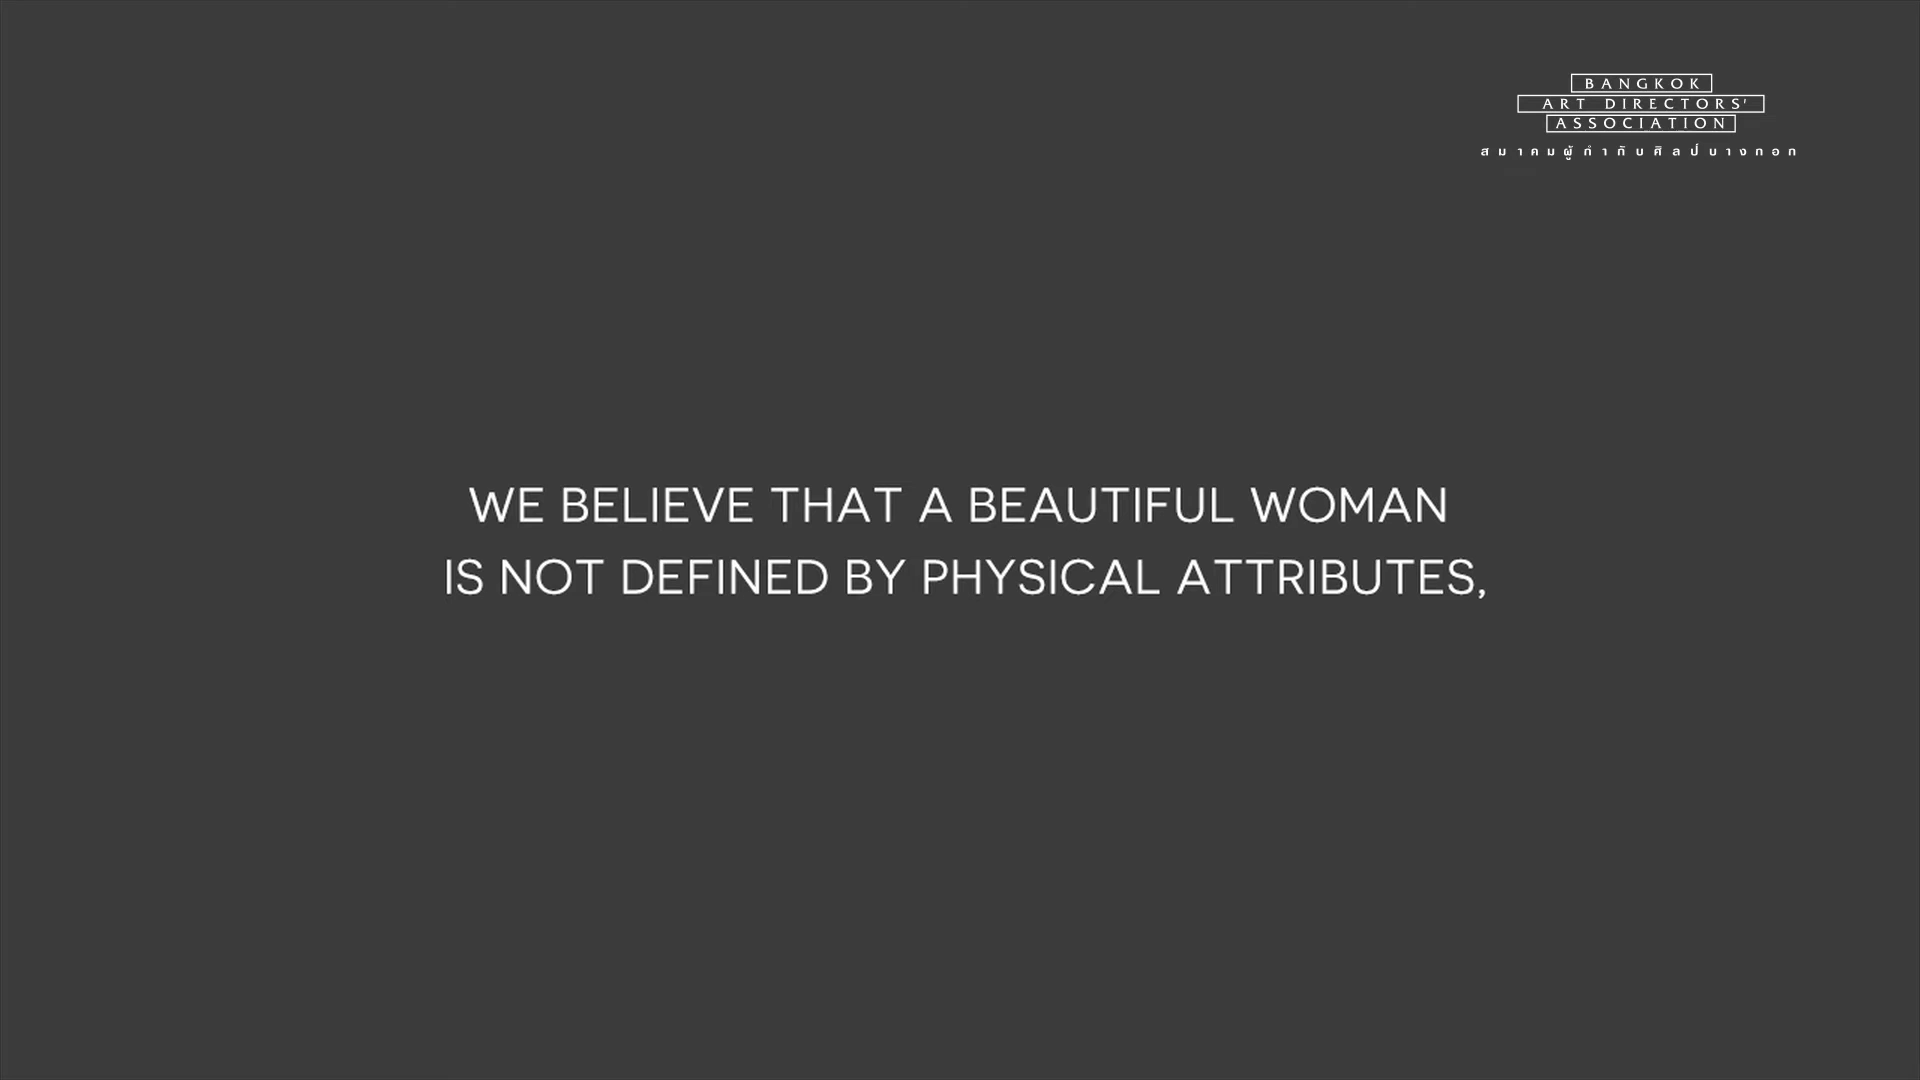 BANGKOK
ART DIRECTORS'
ASSOCIATION
สมาคมผู้กำกับศิลป์บางกอก
WE BELIEVE THAT A BEAUTIFUL WOMAN
IS NOT DEFINED BY PHYSICAL ATTRIBUTES,